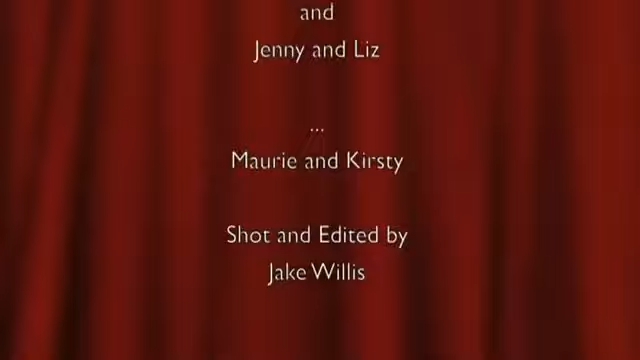 and
Jenny and Liz
...
Maurie and Kirsty
Shot and Edited by
Jake Willis